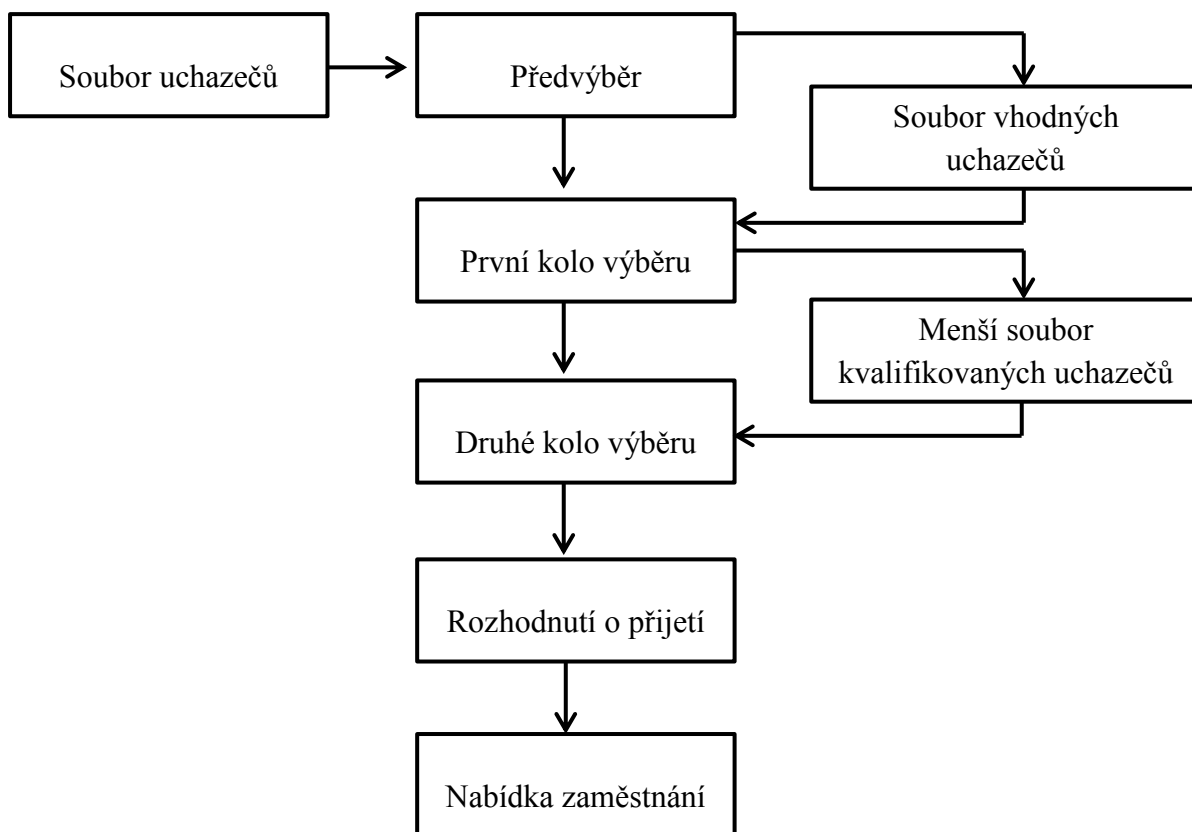 Soubor uchazečů
Předvýběr
Soubor vhodných
uchazečů
První kolo výběru
Menší soubor
kvalifikovaných uchazečů
Druhé kolo výběru
Rozhodnutí o přijetí
Nabídka zaměstnání